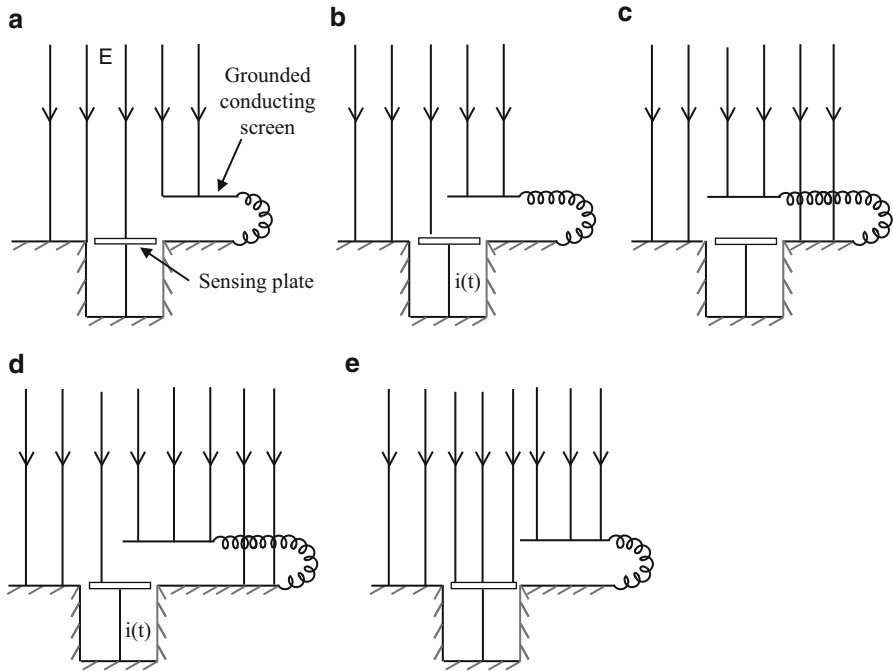 a
E
Grounded
conducting
screen
Sensing plate
b
i(t)
c
d
i(t)
e